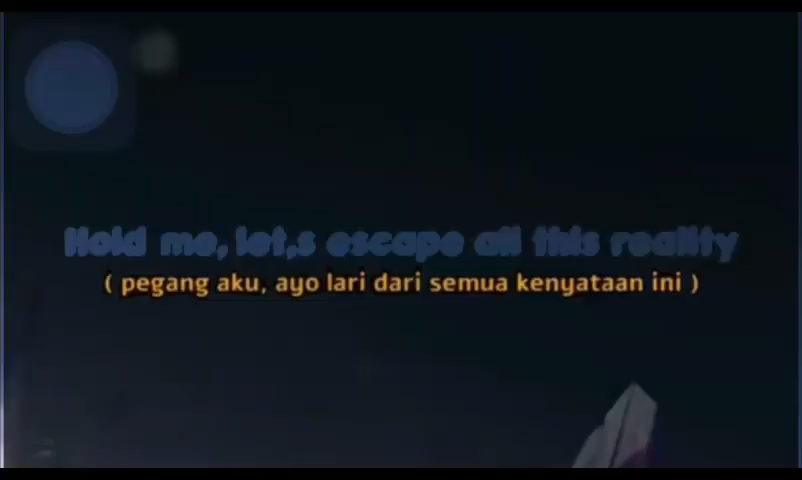 Hold me, let,s escape all this reality
( pegang aku, ayo lari dari semua kenyataan ini )